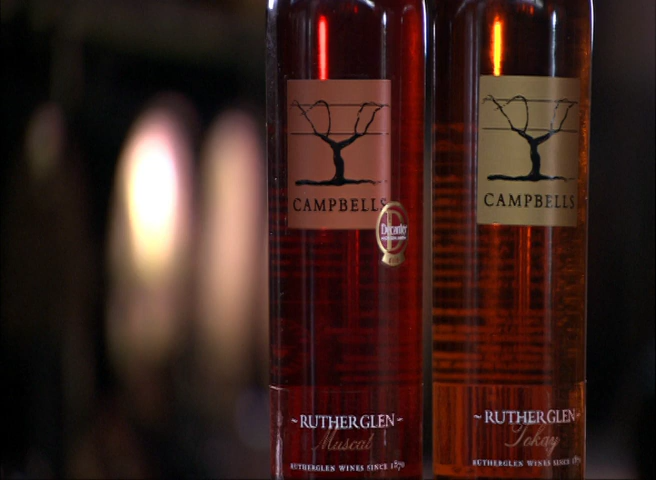 CAMPBELLS
Decanter
~RUTHERGLEN~
Muscat
RUTHERGLEN WINES SINCE 1870
CAMPBELLS
~RUTHERGLEN~
Tokay
RUTHERGLEN WINES SINCE 1870